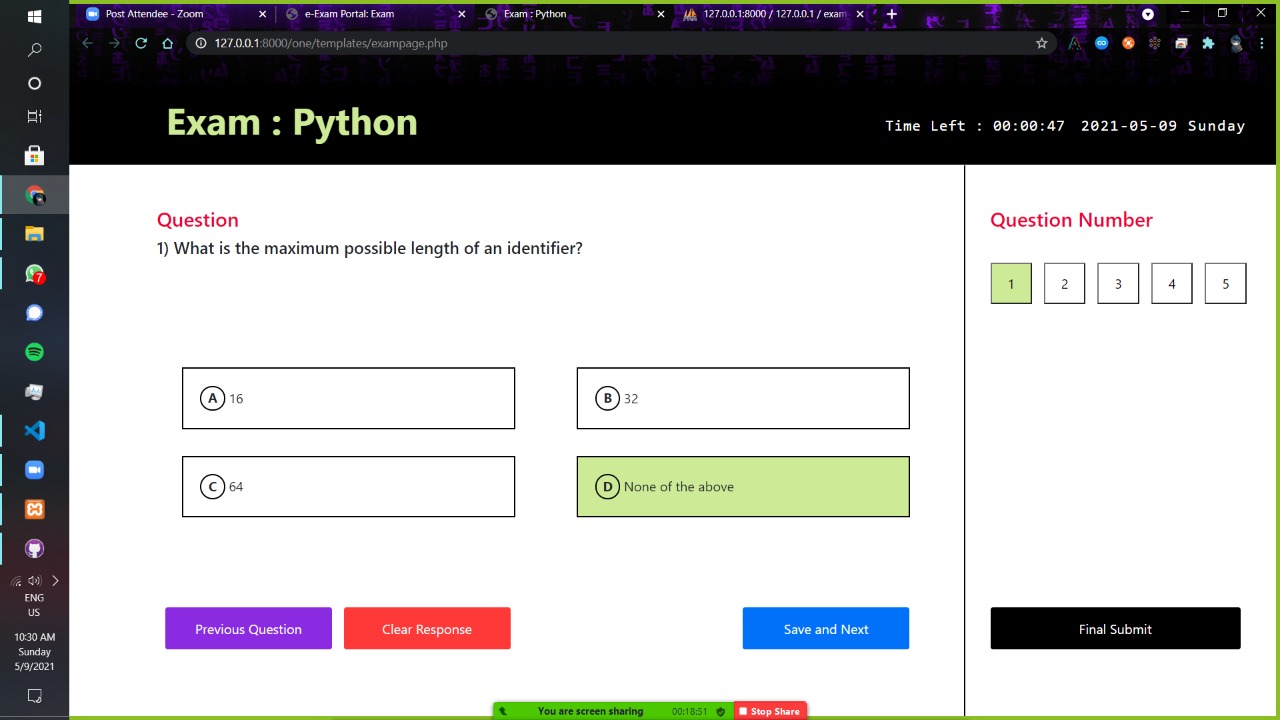 Post Attendee - Zoom
e-Exam Portal: Exam
Exam : Python
127.0.0.1:8000 / 127.0.0.1 / exam
127.0.0.1:8000/one/templates/exampage.php
Exam : Python
Time Left : 00:00:47 2021-05-09 Sunday
Question
1) What is the maximum possible length of an identifier?
A 16
B 32
C 64
D None of the above
Previous Question
Clear Response
Save and Next
Question Number
1 2 3 4 5
Final Submit
7
ENG
US
10:30 AM
Sunday
5/9/2021
You are screen sharing 00:18:51 Stop Share